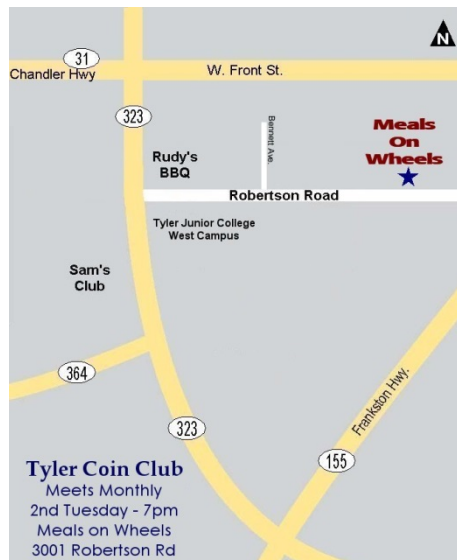 N
31
Chandler Hwy
W. Front St.
323
Bennett Ave.
Meals
On
Wheels
Rudy's
BBQ
Robertson Road
Tyler Junior College
West Campus
Sam's
Club
364
323
Frankston Hwy.
155
Tyler Coin Club
Meets Monthly
2nd Tuesday - 7pm
Meals on Wheels
3001 Robertson Rd